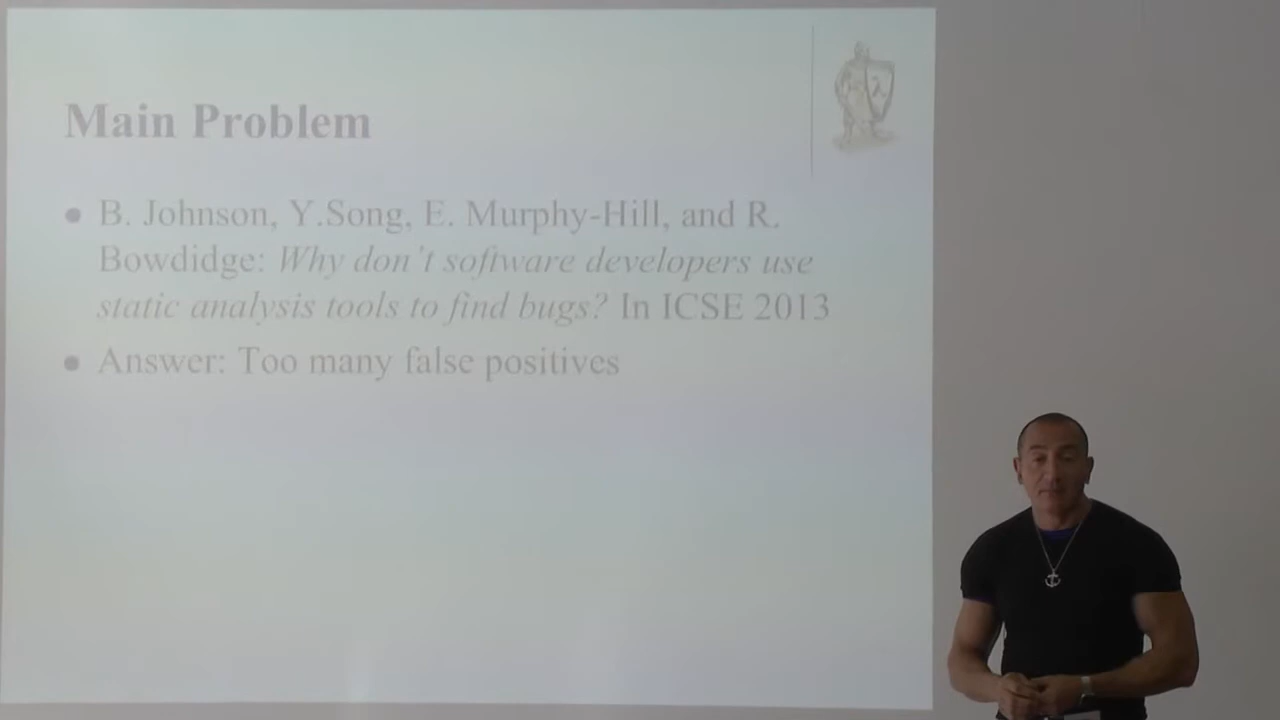 Main Problem
● B. Johnson, Y.Song, E. Murphy-Hill, and R.
Bowdidge: Why don't software developers use
static analysis tools to find bugs? In ICSE 2013
● Answer: Too many false positives
λ